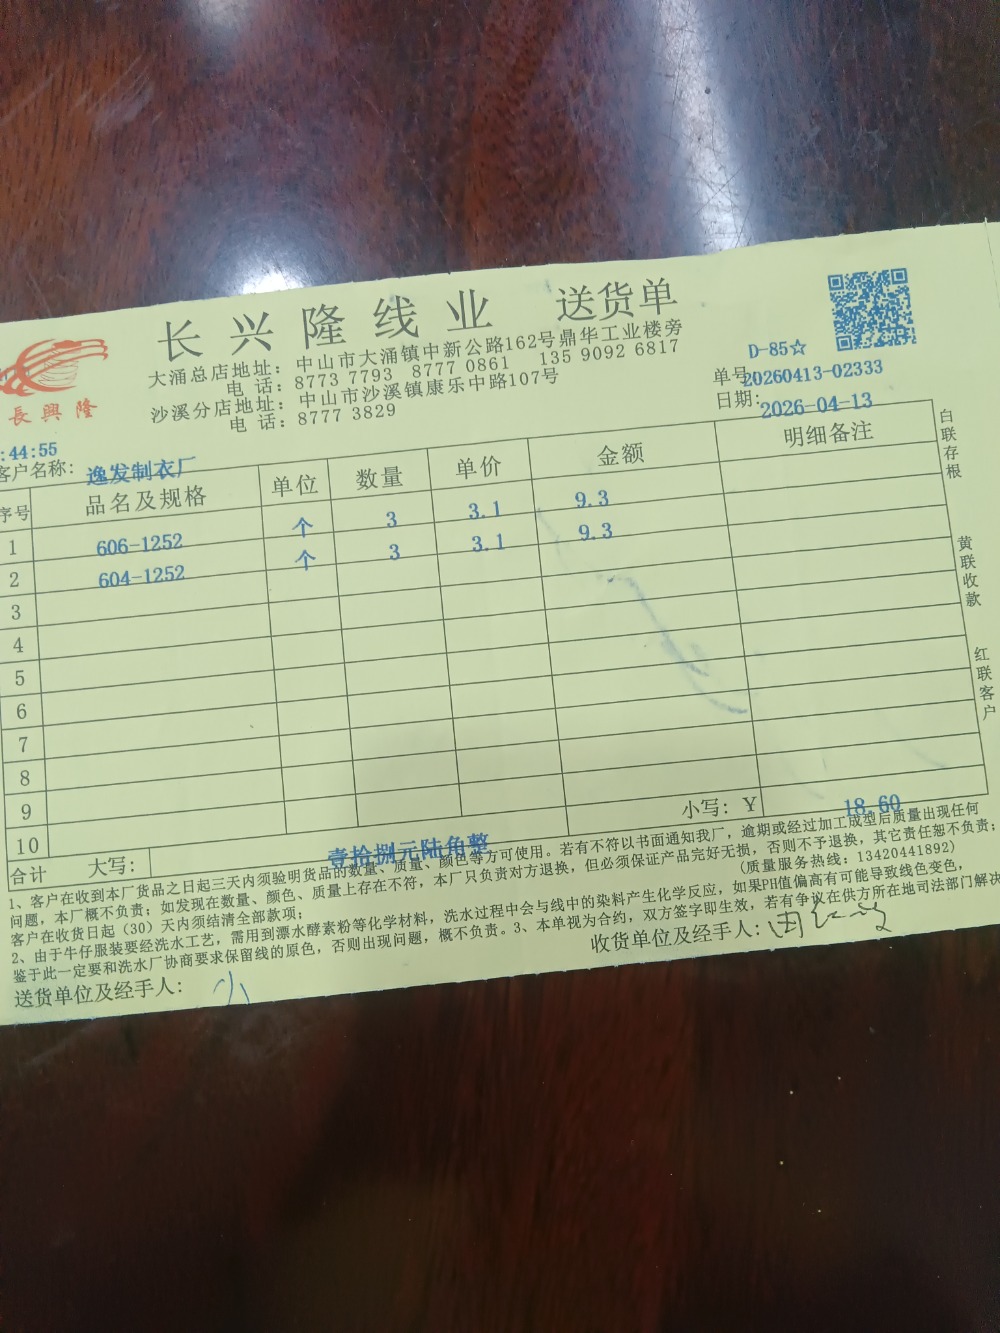 长兴隆线业 送货单
長興隆
大涌总店地址：中山市大涌镇中新公路162号鼎华工业楼旁
电 话：8773 7793 8777 0861 135 9092 6817
沙溪分店地址：中山市沙溪镇康乐中路107号
电 话：8777 3829
D-85☆
单号 20260413-02333
日期：2026-04-13
:44:55
客户名称：逸发制衣厂
序号 品名及规格 单位 数量 单价 金额 明细备注
1 606-1252 个 3 3.1 9.3
2 604-1252 个 3 3.1 9.3
3
4
5
6
7
8
9
10
小写：Y 18.60
合计 大写：壹拾捌元陆角整
白联存根
黄联收款
红联客户
1、客户在收到本厂货品之日起三天内须验明货品的数量、质量、颜色等方可使用。若有不符以书面通知我厂，逾期或经过加工成型后质量出现任何
问题，本厂概不负责；如发现在数量、颜色、质量上存在不符，本厂只负责对方退换，但必须保证产品完好无损，否则不予退换，其它责任恕不负责；
客户在收货日起（30）天内须结清全部款项； (质量服务热线：13420441892)
2、由于牛仔服装要经洗水工艺，需用到漂水酵素粉等化学材料，洗水过程中会与线中的染料产生化学反应，如果PH值偏高有可能导致线色变色，
鉴于此一定要和洗水厂协商要求保留线的原色，否则出现问题，概不负责。3、本单视为合约，双方签字即生效，若有争议在供方所在地司法部门解决
送货单位及经手人：
收货单位及经手人：